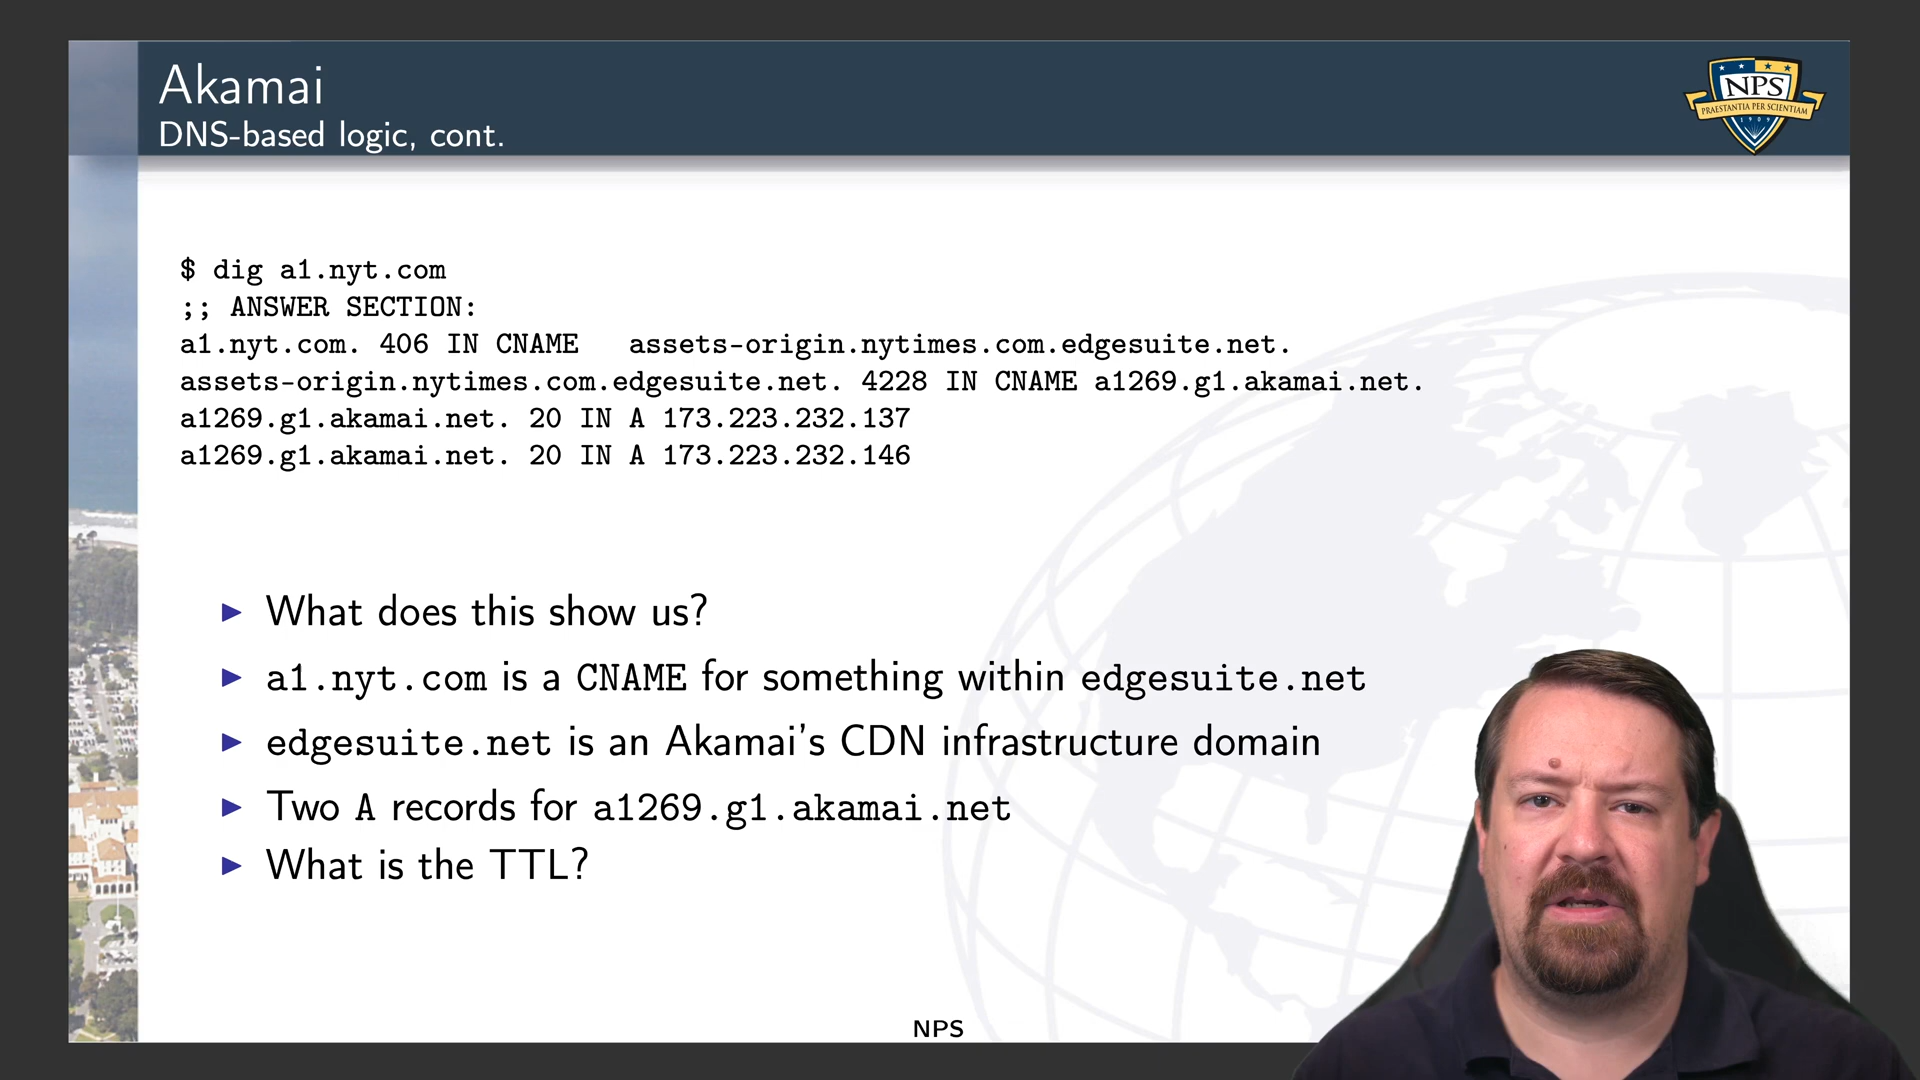 Akamai
DNS-based logic, cont.
NPS
PRAESTANTIA PER SCIENTIAM
1909
$ dig a1.nyt.com
;; ANSWER SECTION:
a1.nyt.com. 406 IN CNAME assets-origin.nytimes.com.edgesuite.net.
assets-origin.nytimes.com.edgesuite.net. 4228 IN CNAME a1269.g1.akamai.net.
a1269.g1.akamai.net. 20 IN A 173.223.232.137
a1269.g1.akamai.net. 20 IN A 173.223.232.146
What does this show us?
a1.nyt.com is a CNAME for something within edgesuite.net
edgesuite.net is an Akamai's CDN infrastructure domain
Two A records for a1269.g1.akamai.net
What is the TTL?
NPS